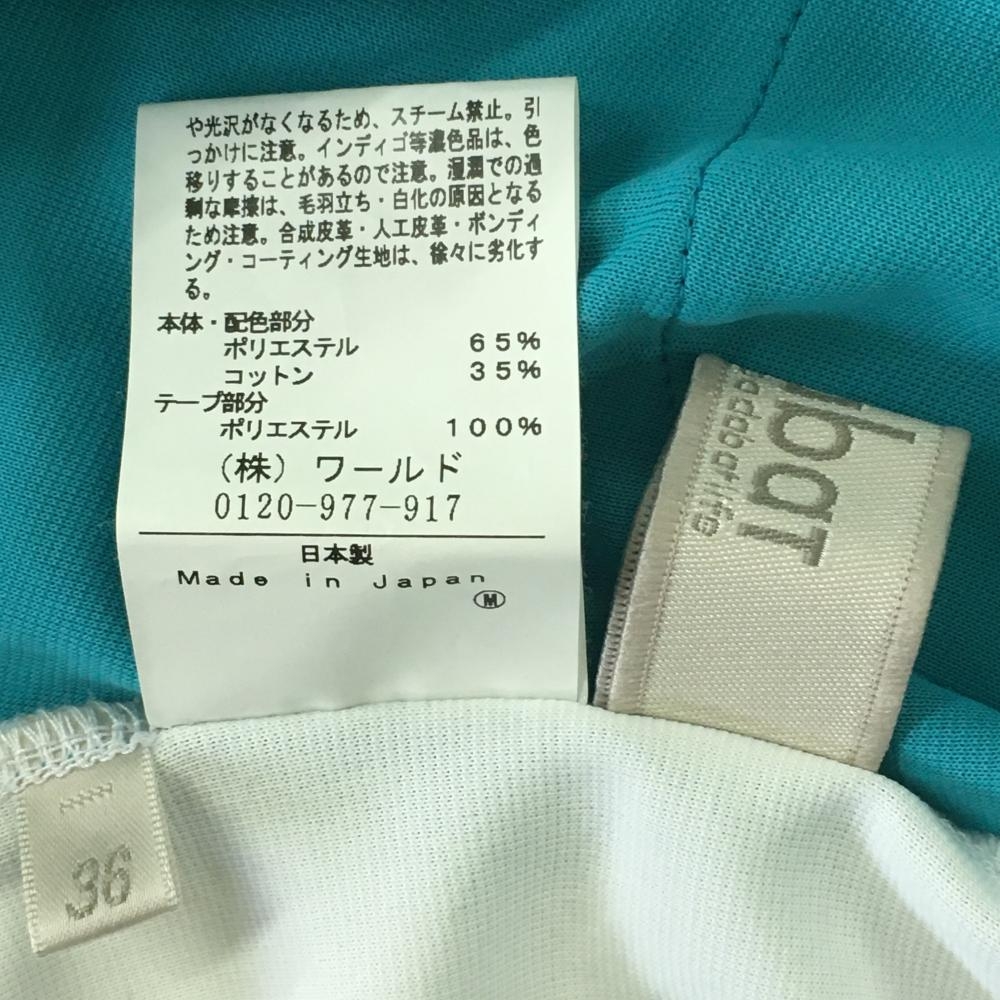 や光沢がなくなるため、スチーム禁止。引
っかけに注意。インディゴ等濃色品は、色
移りすることがあるので注意。湿潤での過
剰な摩擦は、毛羽立ち・白化の原因となる
ため注意。合成皮革・人工皮革・ボンディ
ング・コーティング生地は、徐々に劣化す
る。
本体・配色部分
ポリエステル 65%
コットン 35%
テープ部分
ポリエステル 100%
(株) ワールド
0120-977-917
日本製
Made in Japan
M
baT
adabatlife
36